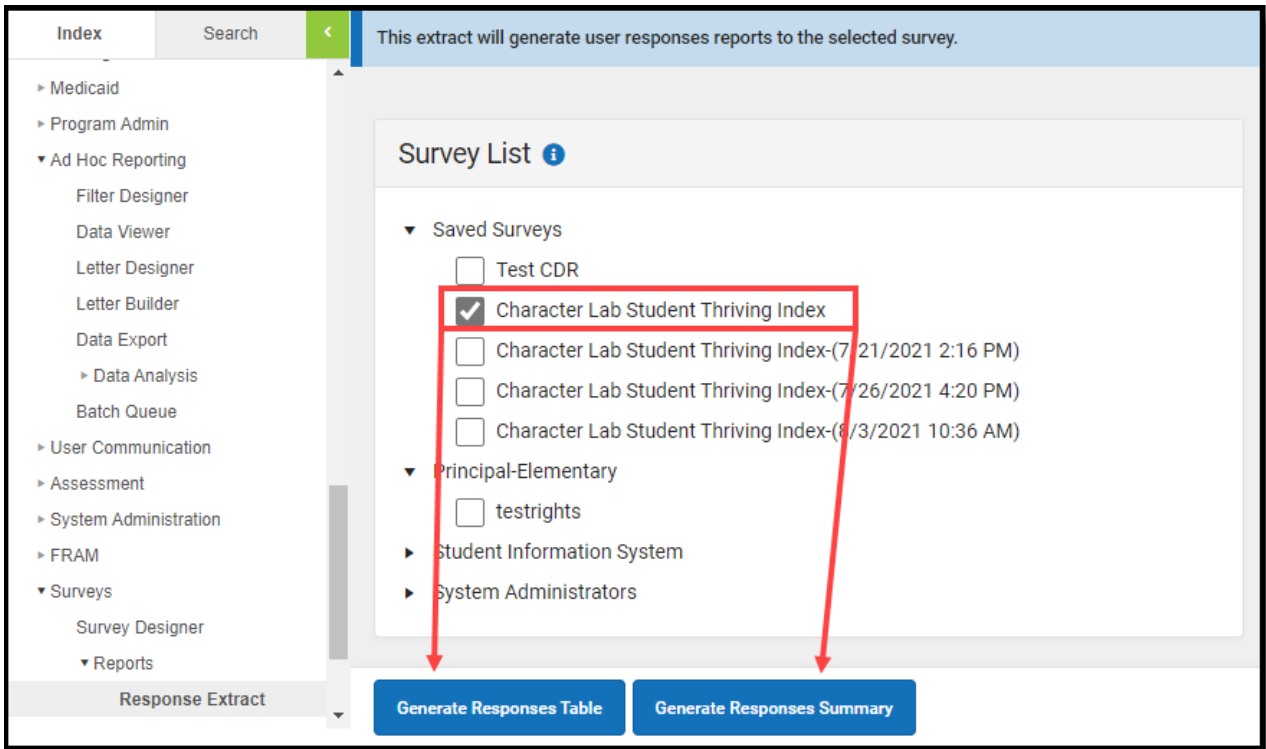 Index
Search
Medicaid
Program Admin
Ad Hoc Reporting
Filter Designer
Data Viewer
Letter Designer
Letter Builder
Data Export
Data Analysis
Batch Queue
User Communication
Assessment
System Administration
FRAM
Surveys
Survey Designer
Reports
Response Extract
This extract will generate user responses reports to the selected survey.
Survey List
Saved Surveys
Test CDR
Character Lab Student Thriving Index
Character Lab Student Thriving Index-(7/21/2021 2:16 PM)
Character Lab Student Thriving Index-(7/26/2021 4:20 PM)
Character Lab Student Thriving Index-(8/3/2021 10:36 AM)
Principal-Elementary
testrights
Student Information System
System Administrators
Generate Responses Table
Generate Responses Summary